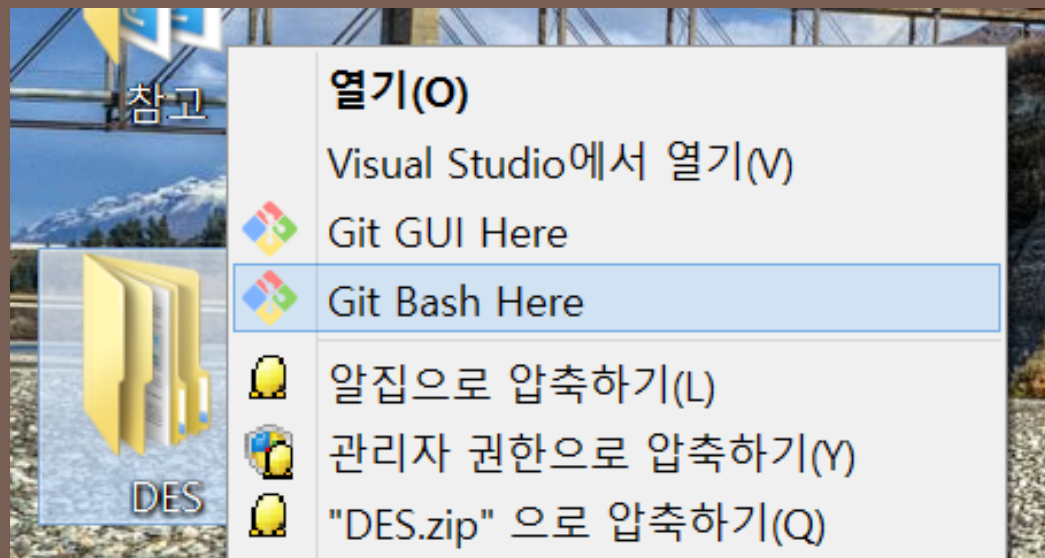 참고
열기(O)
Visual Studio에서 열기(V)
Git GUI Here
Git Bash Here
알집으로 압축하기(L)
관리자 권한으로 압축하기(Y)
DES
"DES.zip" 으로 압축하기(Q)